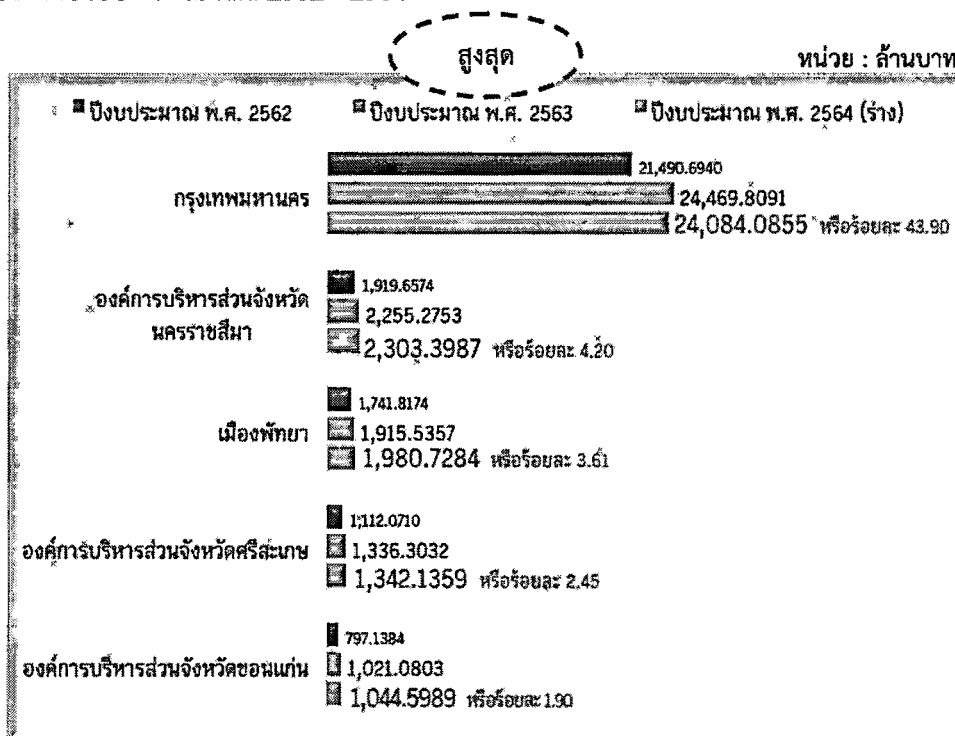 สูงสุด
หน่วย : ล้านบาท
ปีงบประมาณ พ.ศ. 2562 ปีงบประมาณ พ.ศ. 2563 ปีงบประมาณ พ.ศ. 2564 (ร่าง)
กรุงเทพมหานคร
21,490.6940
24,469.8091
24,084.0855 หรือร้อยละ 43.90
องค์การบริหารส่วนจังหวัด
นครราชสีมา
1,919.6574
2,255.2753
2,303.3987 หรือร้อยละ 4.20
เมืองพัทยา
1,741.8174
1,915.5357
1,980.7284 หรือร้อยละ 3.61
องค์การบริหารส่วนจังหวัดศรีสะเกษ
1,112.0710
1,336.3032
1,342.1359 หรือร้อยละ 2.45
องค์การบริหารส่วนจังหวัดขอนแก่น
797.1384
1,021.0803
1,044.5989 หรือร้อยละ 1.90